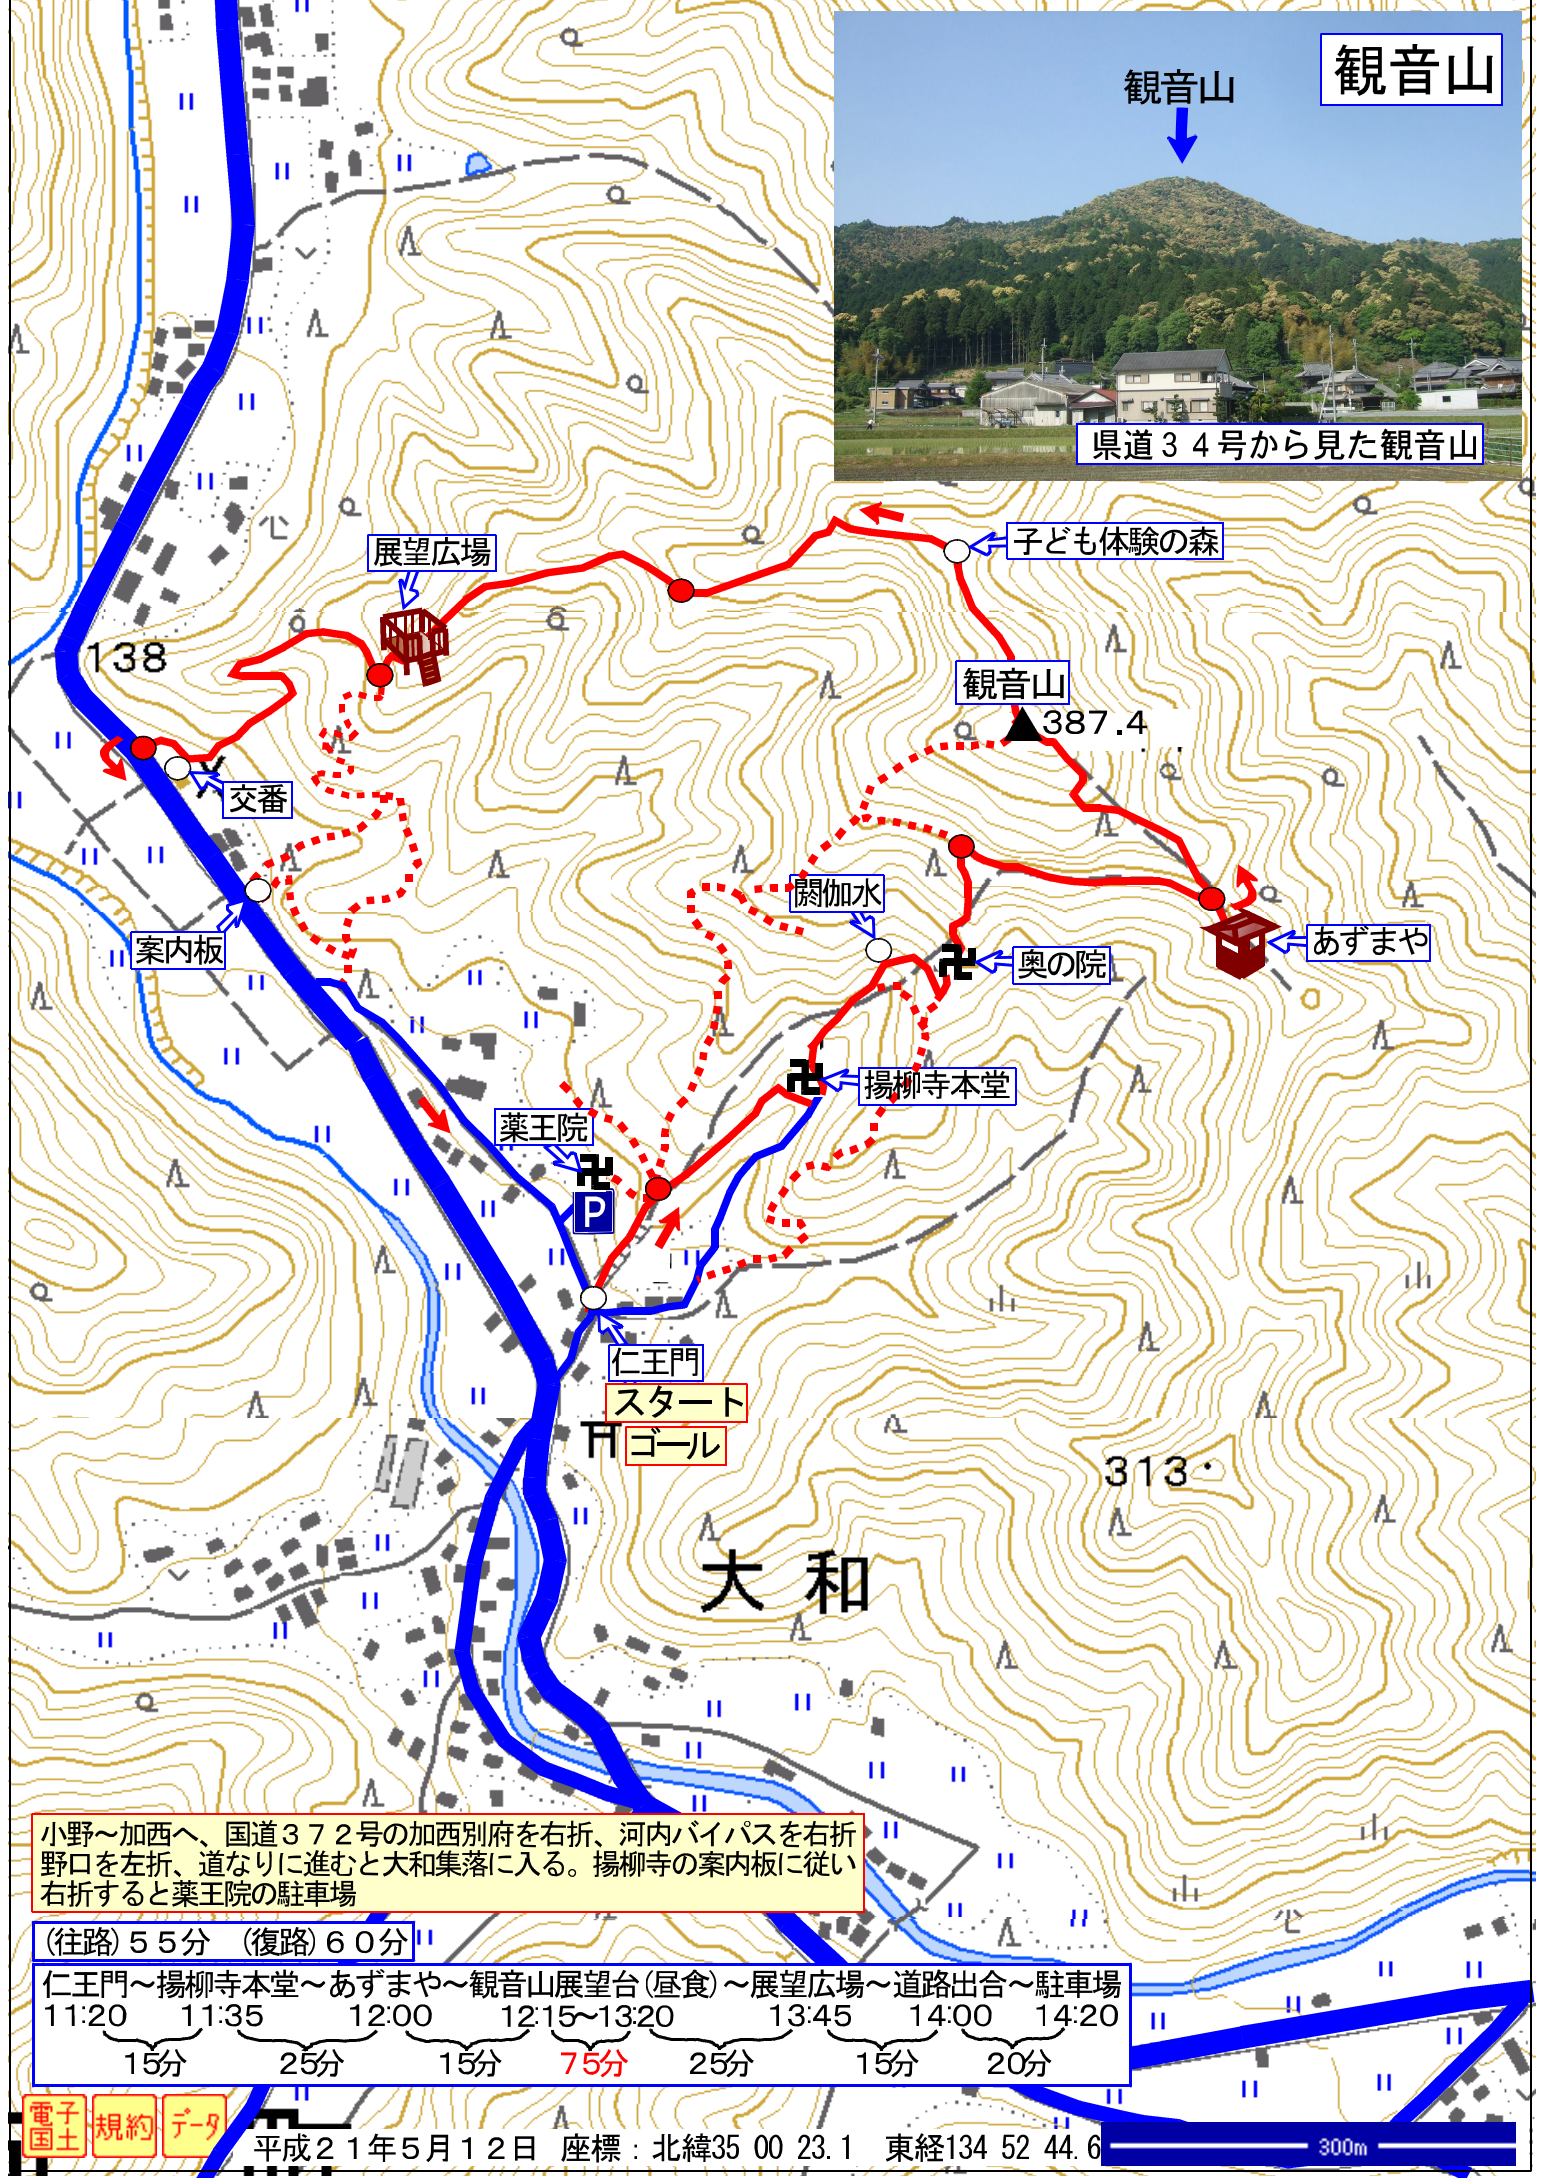 観音山
観音山
県道３４号から見た観音山
子ども体験の森
展望広場
138
観音山
387.4
交番
閼伽水
案内板
奥の院
あずまや
揚柳寺本堂
薬王院
P
仁王門
スタート
ゴール
313
大和
小野～加西へ、国道３７２号の加西別府を右折、河内バイパスを右折
野口を左折、道なりに進むと大和集落に入る。揚柳寺の案内板に従い
右折すると薬王院の駐車場
(往路)５５分　(復路)６０分
仁王門～揚柳寺本堂～あずまや～観音山展望台(昼食)～展望広場～道路出合～駐車場
11:20 11:35 12:00 12:15～13:20 13:45 14:00 14:20
15分 25分 15分 75分 25分 15分 20分
電子国土 規約 データ
平成２１年５月１２日 座標：北緯35 00 23.1 東経134 52 44.6
300m